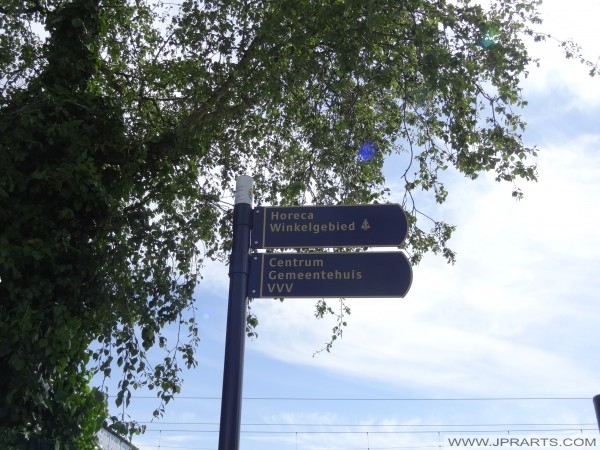 Horeca
Winkelgebied
Centrum
Gemeentehuis
VVV
WWW.JPRARTS.COM